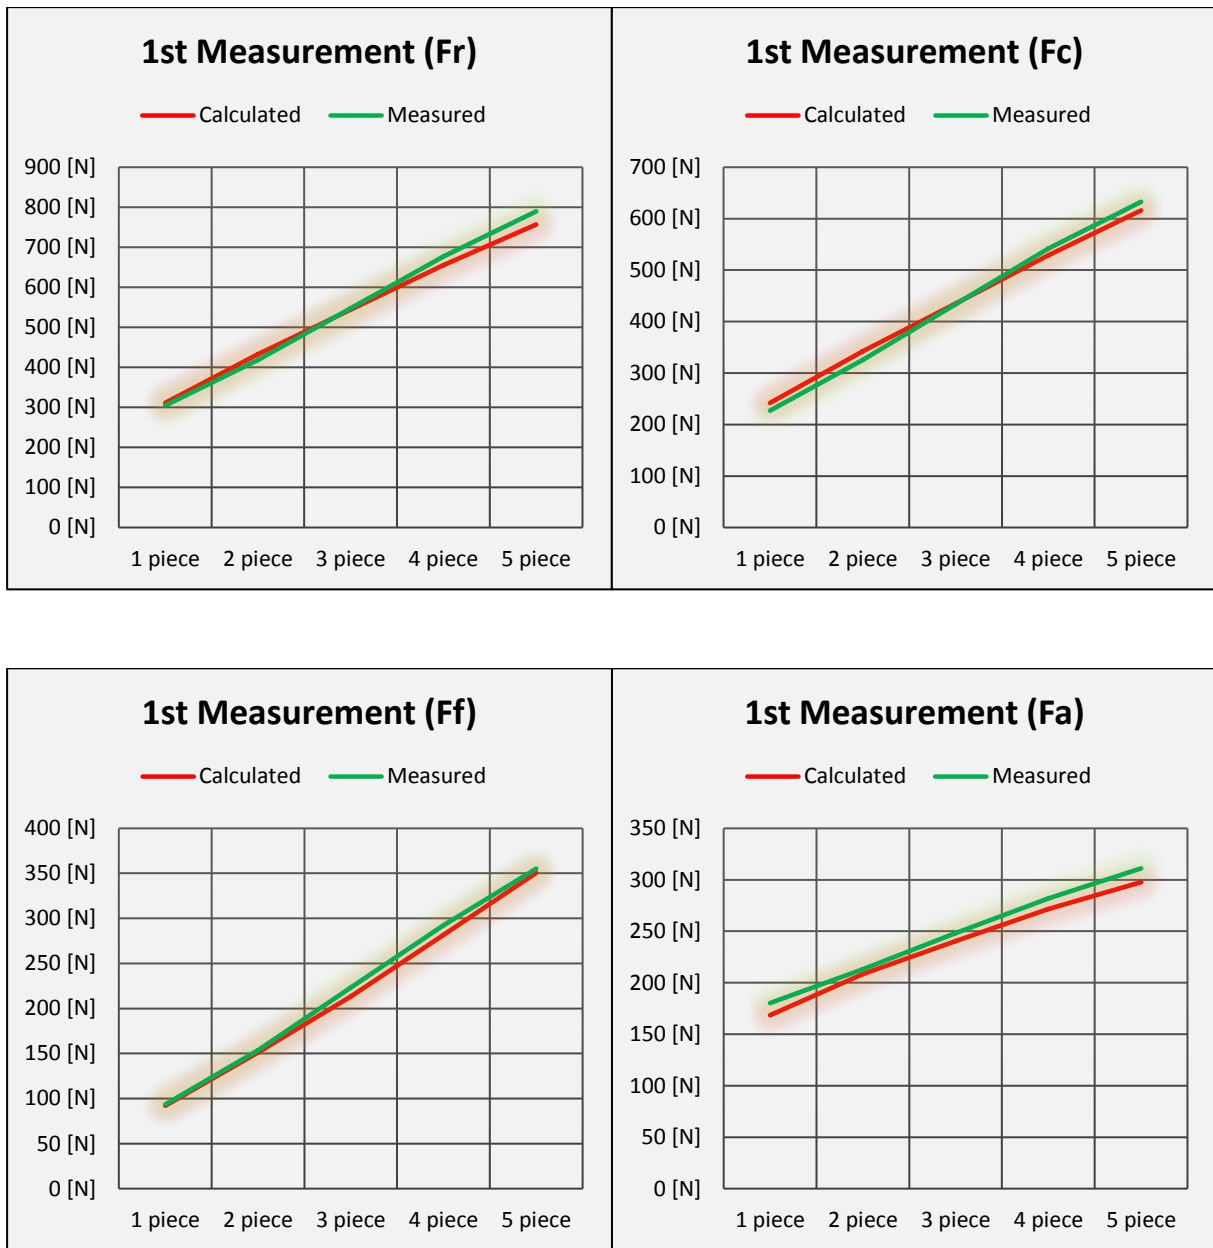 1st Measurement (Fr)
Calculated Measured
900 [N]
800 [N]
700 [N]
600 [N]
500 [N]
400 [N]
300 [N]
200 [N]
100 [N]
0 [N]
1 piece 2 piece 3 piece 4 piece 5 piece
1st Measurement (Fc)
Calculated Measured
700 [N]
600 [N]
500 [N]
400 [N]
300 [N]
200 [N]
100 [N]
0 [N]
1 piece 2 piece 3 piece 4 piece 5 piece
1st Measurement (Ff)
Calculated Measured
400 [N]
350 [N]
300 [N]
250 [N]
200 [N]
150 [N]
100 [N]
50 [N]
0 [N]
1 piece 2 piece 3 piece 4 piece 5 piece
1st Measurement (Fa)
Calculated Measured
350 [N]
300 [N]
250 [N]
200 [N]
150 [N]
100 [N]
50 [N]
0 [N]
1 piece 2 piece 3 piece 4 piece 5 piece